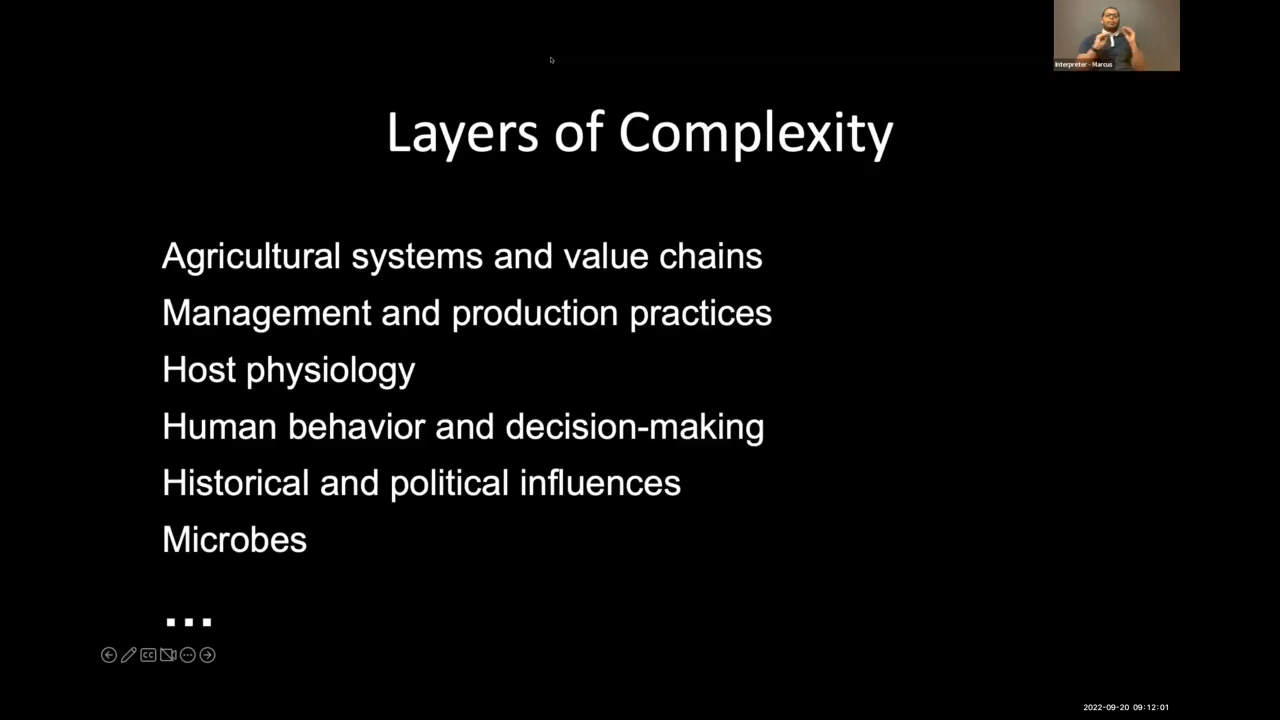 Interpreter - Marcus
Layers of Complexity
Agricultural systems and value chains
Management and production practices
Host physiology
Human behavior and decision-making
Historical and political influences
Microbes
...
CC
2022-09-20 09:12:01